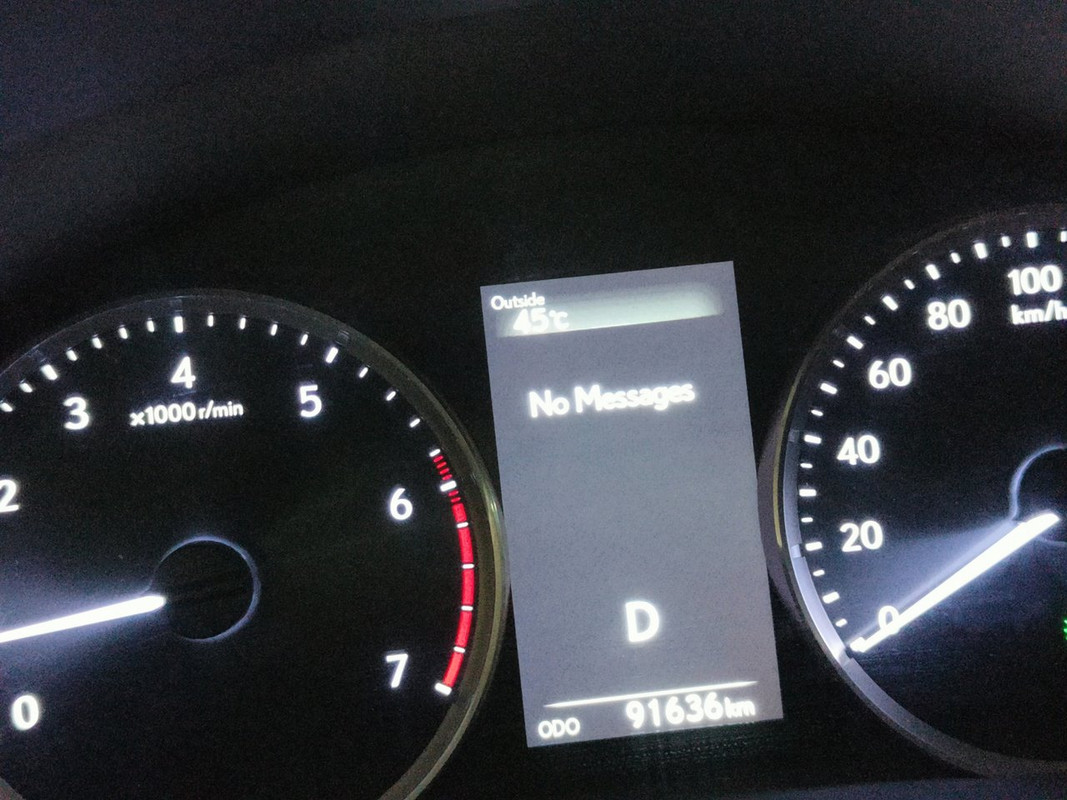 Outside
45°C
No Messages
D
ODO 91636km
0
2
3
4
5
6
7
x1000 r/min
0
20
40
60
80
100
km/h